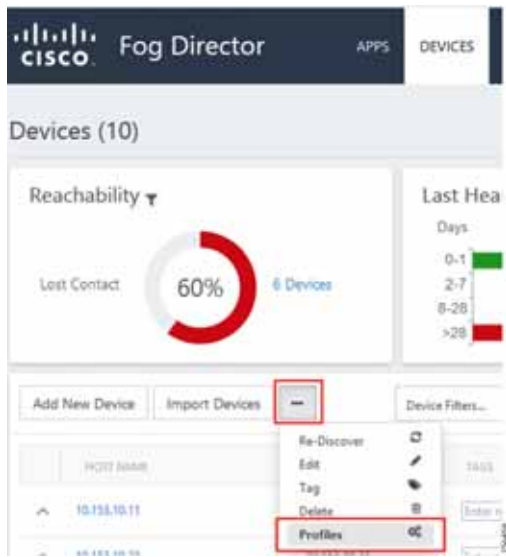 CISCO Fog Director APPS DEVICES
Devices (10)
Reachability
Last Hea
Days
Lost Contact
60%
6 Devices
0-1
2-7
8-28
>28
Add New Device
Import Devices
Device Filters...
Re-Discover
Edit
Tag
Delete
Profiles
HOST NAME
TAGS
10.153.10.11